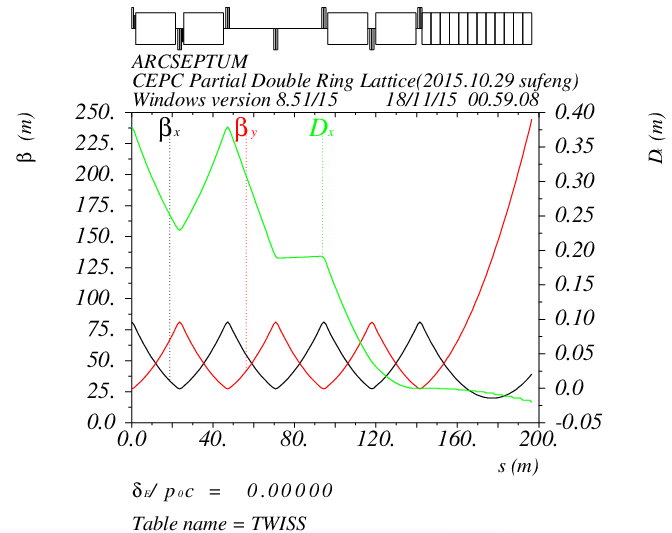 ARCSEPTUM
CEPC Partial Double Ring Lattice(2015.10.29 sufeng)
Windows version 8.51/15 18/11/15 00.59.08
250. βx βy Dx 0.40
225. 0.35
200. 0.30
175. 0.25
150. 0.20
125. 0.15
100. 0.10
75. 0.05
50. 0.0
25. -0.05
0.0
β (m)
Dx (m)
0.0 40. 80. 120. 160. 200.
s (m)
δE/ p0c = 0.00000
Table name = TWISS